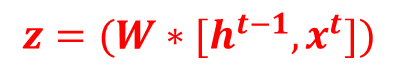 z = (W * [h^{t-1}, x^t])